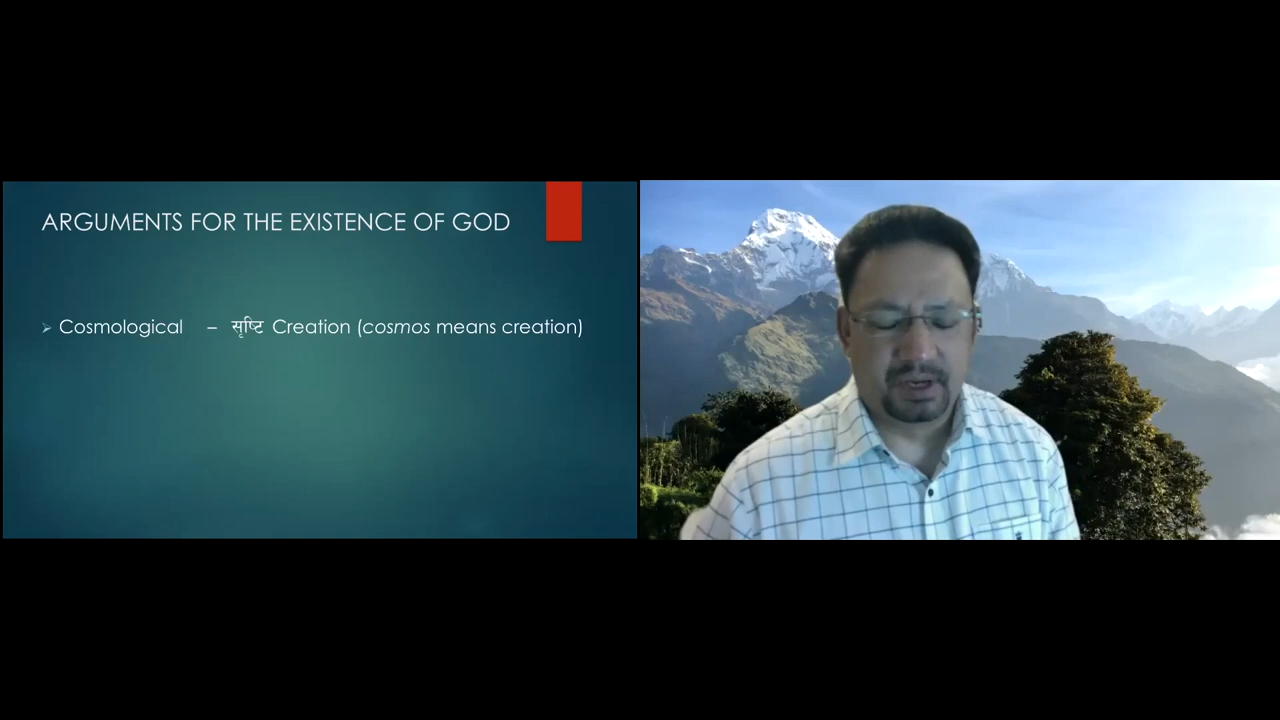 ARGUMENTS FOR THE EXISTENCE OF GOD
➢ Cosmological – सृष्टि Creation (cosmos means creation)